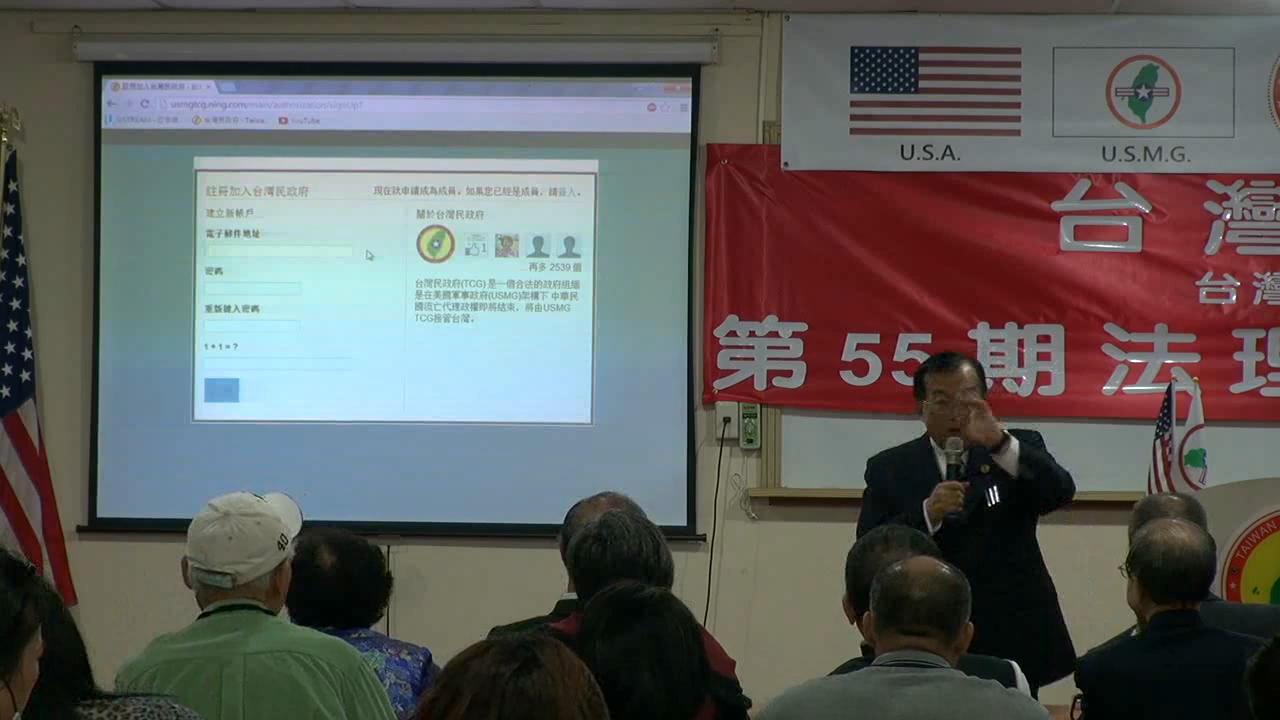 usmgtcg.ning.com/main/authorization/signUp?
YouTube
註冊加入台灣民政府
現在就申請成為成員。如果您已經是成員，請登入。
建立新帳戶
電子郵件地址
密碼
重新鍵入密碼
1 + 1 = ?
關於台灣民政府
1
再多 2539 個
台灣民政府(TCG) 是一個合法的政府組織
是在美國軍事政府(USMG)架構下 中華民
國流亡代理政權即將結束，將由USMG
TCG接管台灣。
U.S.A.
U.S.M.G.
台灣
台灣
第 55 期 法理
40
TAIWAN